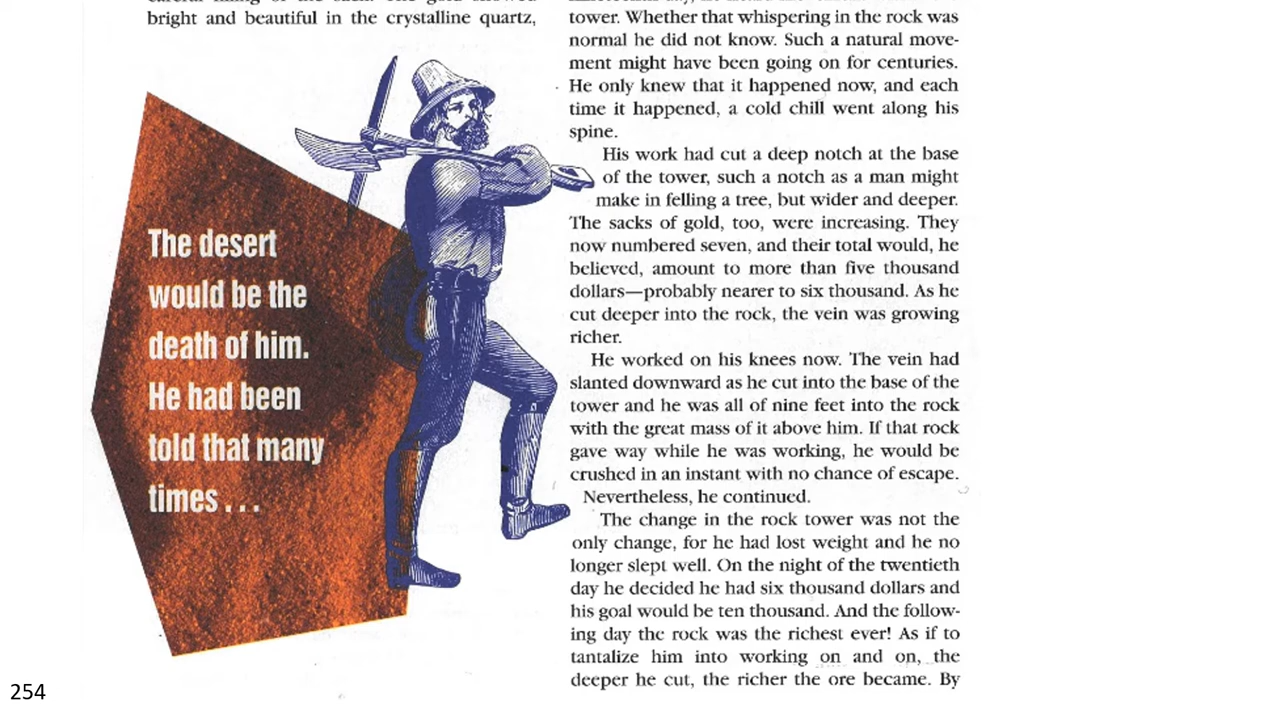 bright and beautiful in the crystalline quartz,
The desert
would be the
death of him.
He had been
told that many
times . . .
tower. Whether that whispering in the rock was
normal he did not know. Such a natural move-
ment might have been going on for centuries.
He only knew that it happened now, and each
time it happened, a cold chill went along his
spine.
His work had cut a deep notch at the base
of the tower, such a notch as a man might
make in felling a tree, but wider and deeper.
The sacks of gold, too, were increasing. They
now numbered seven, and their total would, he
believed, amount to more than five thousand
dollars—probably nearer to six thousand. As he
cut deeper into the rock, the vein was growing
richer.
He worked on his knees now. The vein had
slanted downward as he cut into the base of the
tower and he was all of nine feet into the rock
with the great mass of it above him. If that rock
gave way while he was working, he would be
crushed in an instant with no chance of escape.
Nevertheless, he continued.
The change in the rock tower was not the
only change, for he had lost weight and he no
longer slept well. On the night of the twentieth
day he decided he had six thousand dollars and
his goal would be ten thousand. And the follow-
ing day the rock was the richest ever! As if to
tantalize him into working on and on, the
deeper he cut, the richer the ore became. By
254